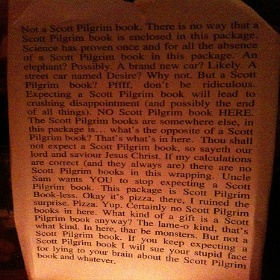 Not a Scott Pilgrim book. There is no way that a
Scott Pilgrim book is enclosed in this package.
Science has proven once and for all the absence
of a Scott Pilgrim book in this package. An
elephant? Possibly. A brand new car? Likely. A
street car named Desire? Why not. But a Scott
Pilgrim book? Pffff, don't be ridiculous.
Expecting a Scott Pilgrim book will lead to
crushing disappointment (and possibly the end
of all things). NO Scott Pilgrim book HERE.
The Scott Pilgrim books are somewhere else, in
this package is... what's the opposite of a Scott
Pilgrim book? That's what's in here. Thou shall
not expect a Scott Pilgrim book, so sayeth our
lord and saviour Jesus Christ. If my calculations
are correct (and they always are) there are no
Scott Pilgrim books in this wrapping. Uncle
Sam wants YOU to stop expecting a Scott
Pilgrim book. This package is Scott Pilgrim
Book-less. Okay it's pizza, there, I ruined the
surprise. Pizza. Yup. Certainly no Scott Pilgrim
books in here. What kind of a gift is a Scott
Pilgrim book anyway? The lame-o kind, that's
what kind. In here, thar be monsters. But not a
Scott Pilgrim book. If you keep expecting a
Scott Pilgrim book I will sue your stupid face
for lying to your brain about the Scott Pilgrim
book and whatever.